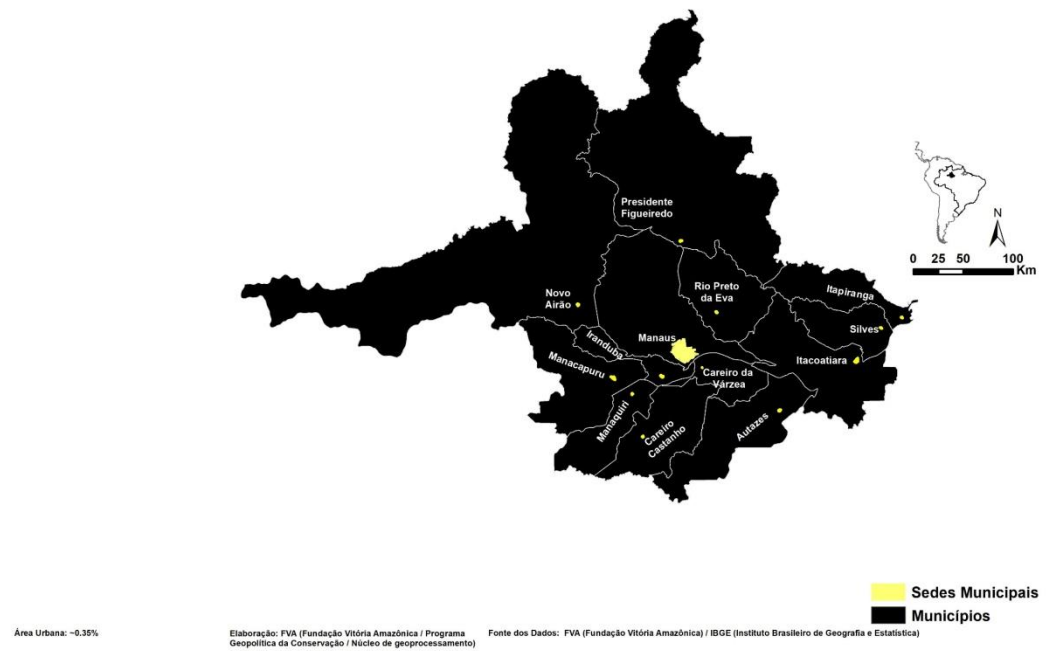 Presidente
Figueiredo
N
0 25 50 100
Km
Rio Preto
da Eva
Itapiranga
Novo
Airão
Silves
Manaus
Iranduba
Itacoatiara
Manacapuru
Careiro da
Várzea
Manaquiri
Careiro
Castanho
Autazes
Sedes Municipais
Municípios
Área Urbana: ~0.35%
Elaboração: FVA (Fundação Vitória Amazônica / Programa
Geopolítica da Conservação / Núcleo de geoprocessamento)
Fonte dos Dados: FVA (Fundação Vitória Amazônica) / IBGE (Instituto Brasileiro de Geografia e Estatística)